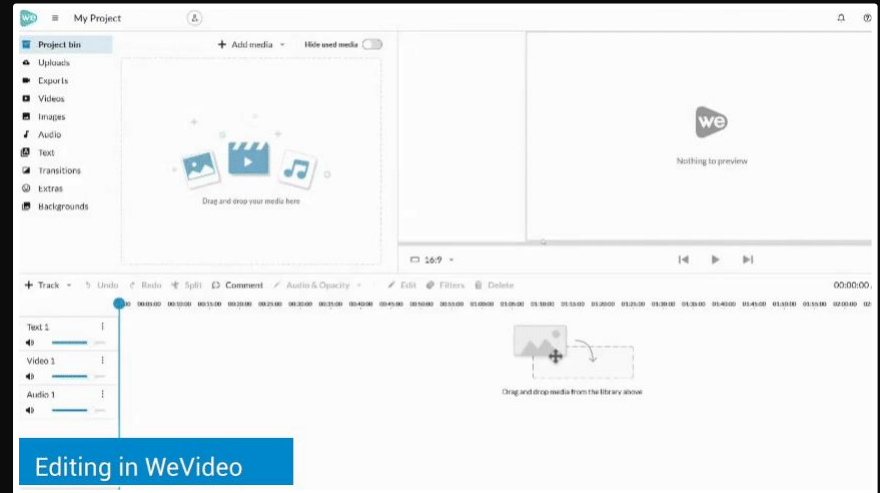 we My Project
Project bin
Uploads
Exports
Videos
Images
Audio
Text
Transitions
Extras
Backgrounds
Add media
Hide used media
Drag and drop your media here
we
Nothing to preview
16:9
Track Undo Redo Split Comment Audio & Opacity Edit Filters Delete 00:00:00
Text 1
Video 1
Audio 1
Drag and drop media from the library above
Editing in WeVideo